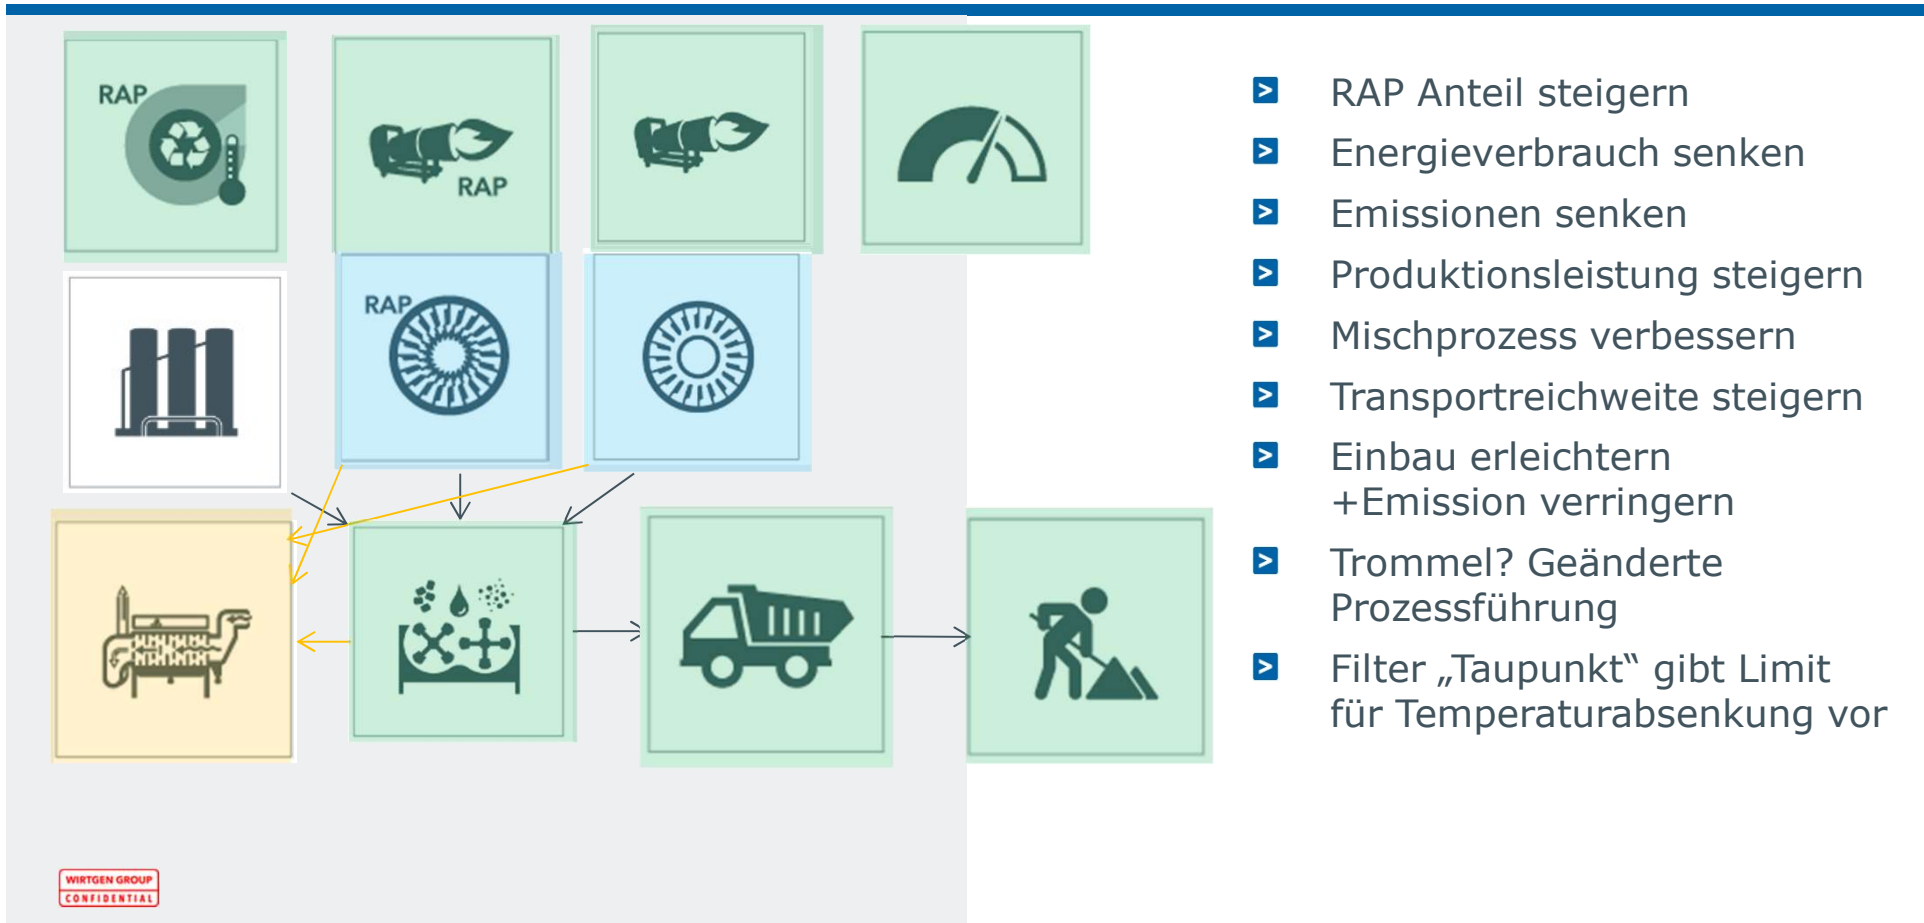 RAP
RAP
RAP
RAP Anteil steigern
Energieverbrauch senken
Emissionen senken
Produktionsleistung steigern
Mischprozess verbessern
Transportreichweite steigern
Einbau erleichtern
+Emission verringern
Trommel? Geänderte
Prozessführung
Filter „Taupunkt“ gibt Limit
für Temperaturabsenkung vor
WIRTGEN GROUP
CONFIDENTIAL